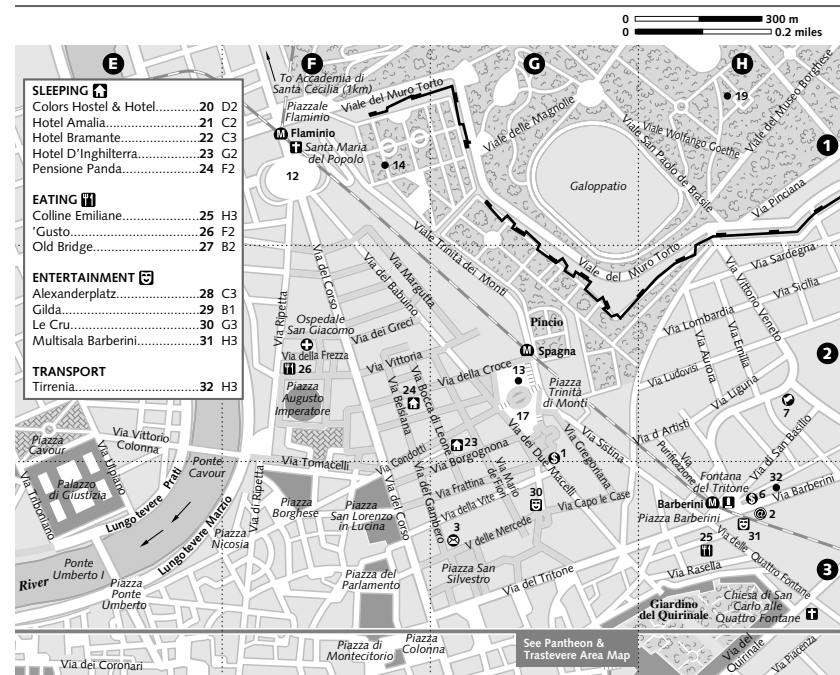 0 300 m
0 0.2 miles
E F G H
SLEEPING
Colors Hostel & Hotel..............20 D2
Hotel Amalia...........................21 C2
Hotel Bramante.......................22 C3
Hotel D'Inghilterra...................23 G2
Pensione Panda.......................24 F2
EATING
Colline Emiliane.......................25 H3
'Gusto.....................................26 F2
Old Bridge...............................27 B2
ENTERTAINMENT
Alexanderplatz.........................28 C3
Gilda.......................................29 B1
Le Cru.....................................30 G3
Multisala Barberini...................31 H3
TRANSPORT
Tirrenia...................................32 H3
To Accademia di
Santa Cecilia (1km)
Piazzale
Flaminio
Viale del Muro Torto
M Flaminio
Santa Maria
del Popolo
12
14
Viale delle Magnolie
Galoppatio
19
Viale del Museo Borghese
Viale Wolfango Goethe
Viale San Paolo de Brasile
1
Via Pinciana
Viale Trinità dei Monti
Viale del Muro Torto
Via del Corso
Via del Babuino
Via Margutta
Via Ripetta
Via Sardegna
Via Sicilia
Via Vittorio Veneto
Via Lombardia
Via Emilia
Via Aurora
Via Ludovisi
Via Liguria
Ospedale
San Giacomo
Via dei Greci
Pincio
M Spagna
2
Via della Frezza
26
Via Vittoria
Via della Croce
13
Piazza
Trinità
di Monti
24
Via Belsiana
Via Bocca di Leone
Piazza
Augusto
Imperatore
17
7
Via d Artisti
Via di San Basilio
Via
Purificazione
Piazza
Cavour
Via Vittorio
Colonna
Via Ulpiano
Palazzo
di Giustizia
Via Triboniano
Ponte
Cavour
Via Tomacelli
Via Condotti
23
Via Borgognona
Via Frattina
Via Mario
de' Fiori
Via della Vite
Via del Gambero
Via dei Due Macelli
1
Via Gregoriana
Via Sistina
Fontana
del Tritone
32
6
Via Barberini
Barberini M
2
Piazza Barberini
31
Lungotevere Prati
Lungotevere Marzio
Via di Ripetta
Piazza
Borghese
Piazza
San Lorenzo
in Lucina
Via del Corso
30
Via Capo le Case
V delle Mercede
3
Piazza
Nicosia
25
Via delle Quattro Fontane
Via Rasella
3
Ponte
Umberto I
River
Piazza
Ponte
Umberto
Piazza del
Parlamento
Piazza San
Silvestro
Via del Tritone
Giardino
del Quirinale
Chiesa di San
Carlo alle
Quattro Fontane
Via dei Coronari
Piazza di
Montecitorio
Piazza
Colonna
See Pantheon &
Trastevere Area Map
Via del
Quirinale
Via Piacenza